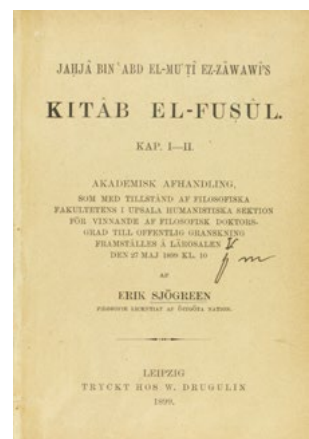 JAḤJÂ BIN ʿABD EL-MUʿṬÎ EZ-ZÂWAWÎ'S
KITÂB EL-FUṢÛL.
KAP. I—II.
AKADEMISK AFHANDLING,
SOM MED TILLSTÅND AF FILOSOFISKA
FAKULTETENS I UPSALA HUMANISTISKA SEKTION
FÖR VINNANDE AF FILOSOFISK DOKTORS-
GRAD TILL OFFENTLIG GRANSKNING
FRAMSTÄLLES Å LÄROSALEN
DEN 27 MAJ 1899 KL. 10
AF
ERIK SJÖGREEN
FILOSOFIE LICENTIAT AF ÖSTGÖTA NATION.
LEIPZIG
TRYCKT HOS W. DRUGULIN
1899.